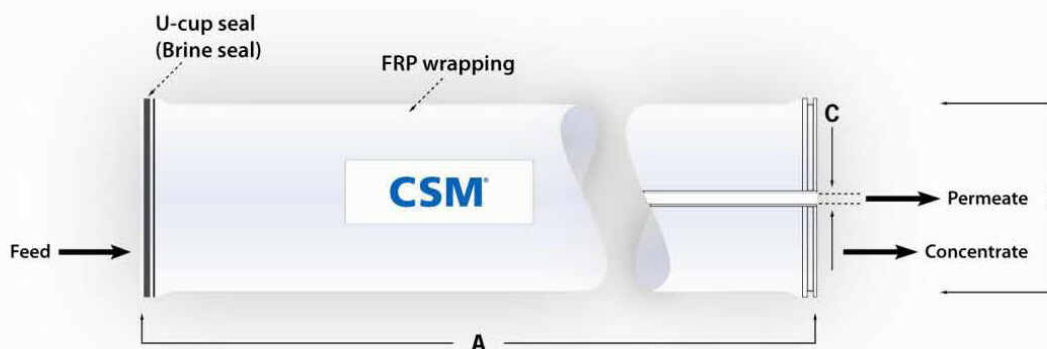 U-cup seal
(Brine seal)
FRP wrapping
C
CSM®
Permeate
Feed
Concentrate
A